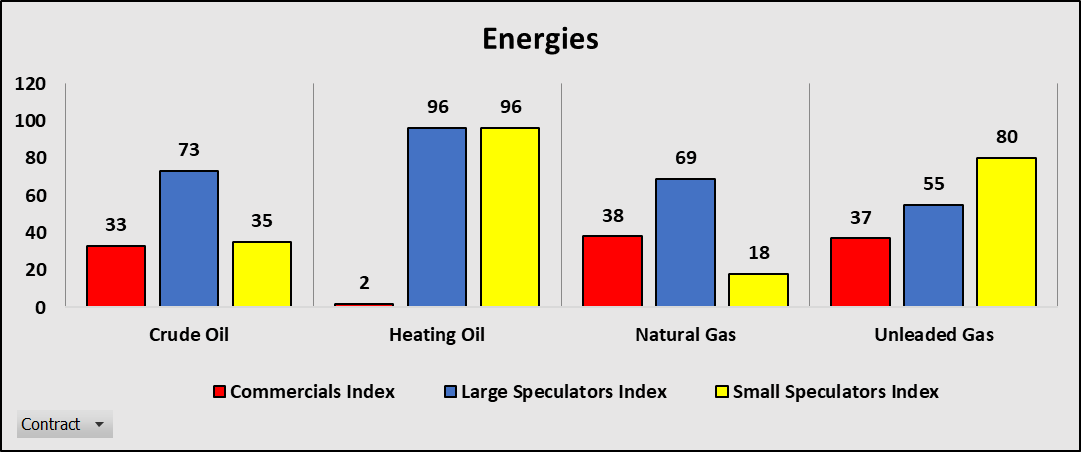 Energies
120
100
80
60
40
20
0
33
73
35
2
96
96
38
69
18
37
55
80
Crude Oil
Heating Oil
Natural Gas
Unleaded Gas
Commercials Index
Large Speculators Index
Small Speculators Index
Contract